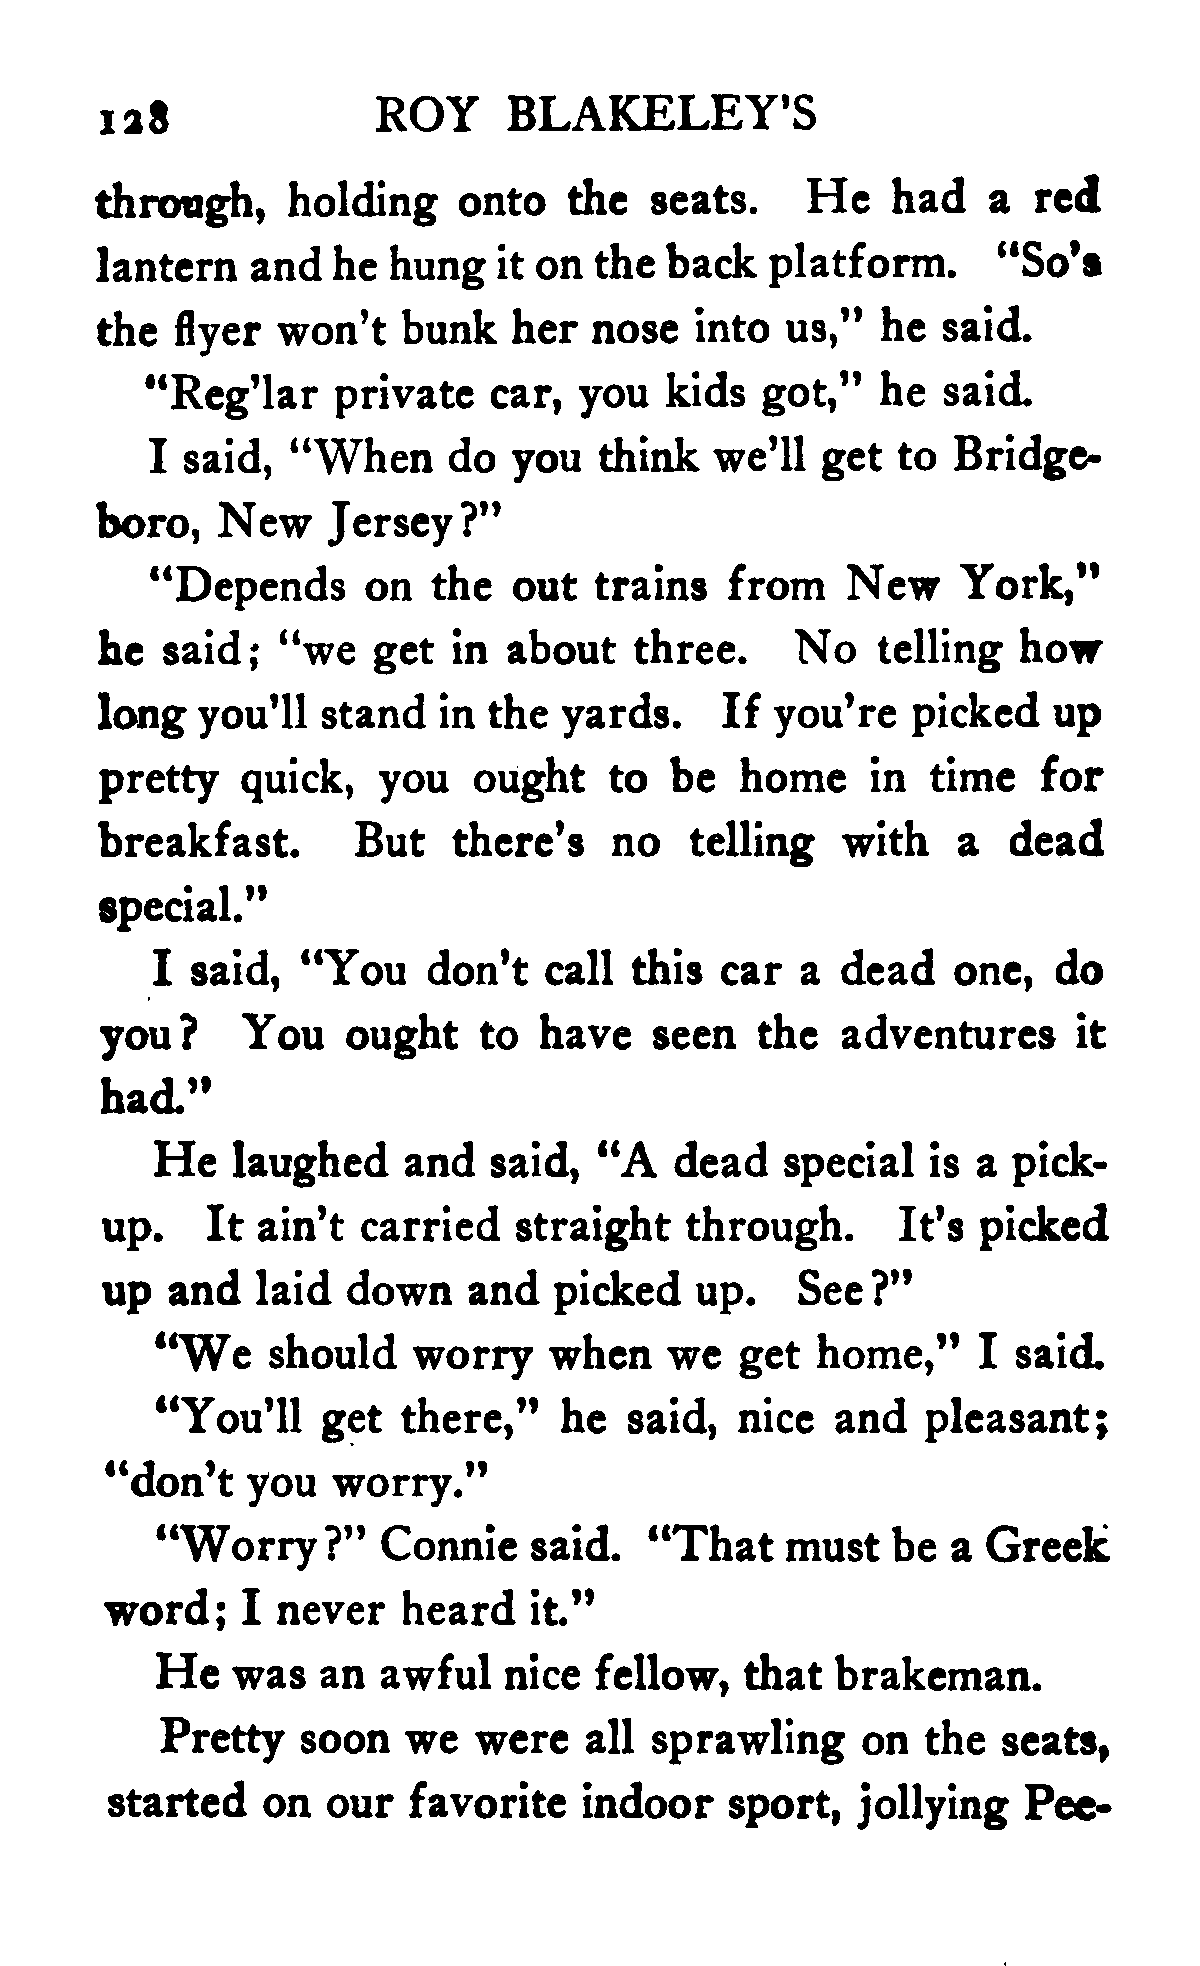 128 ROY BLAKELEY'S
through, holding onto the seats. He had a red
lantern and he hung it on the back platform. "So's
the flyer won't bunk her nose into us," he said.
"Reg'lar private car, you kids got," he said.
I said, "When do you think we'll get to Bridge-
boro, New Jersey?"
"Depends on the out trains from New York,"
he said; "we get in about three. No telling how
long you'll stand in the yards. If you're picked up
pretty quick, you ought to be home in time for
breakfast. But there's no telling with a dead
special."
I said, "You don't call this car a dead one, do
you? You ought to have seen the adventures it
had."
He laughed and said, "A dead special is a pick-
up. It ain't carried straight through. It's picked
up and laid down and picked up. See?"
"We should worry when we get home," I said.
"You'll get there," he said, nice and pleasant;
"don't you worry."
"Worry?" Connie said. "That must be a Greek
word; I never heard it."
He was an awful nice fellow, that brakeman.
Pretty soon we were all sprawling on the seats,
started on our favorite indoor sport, jollying Pee-